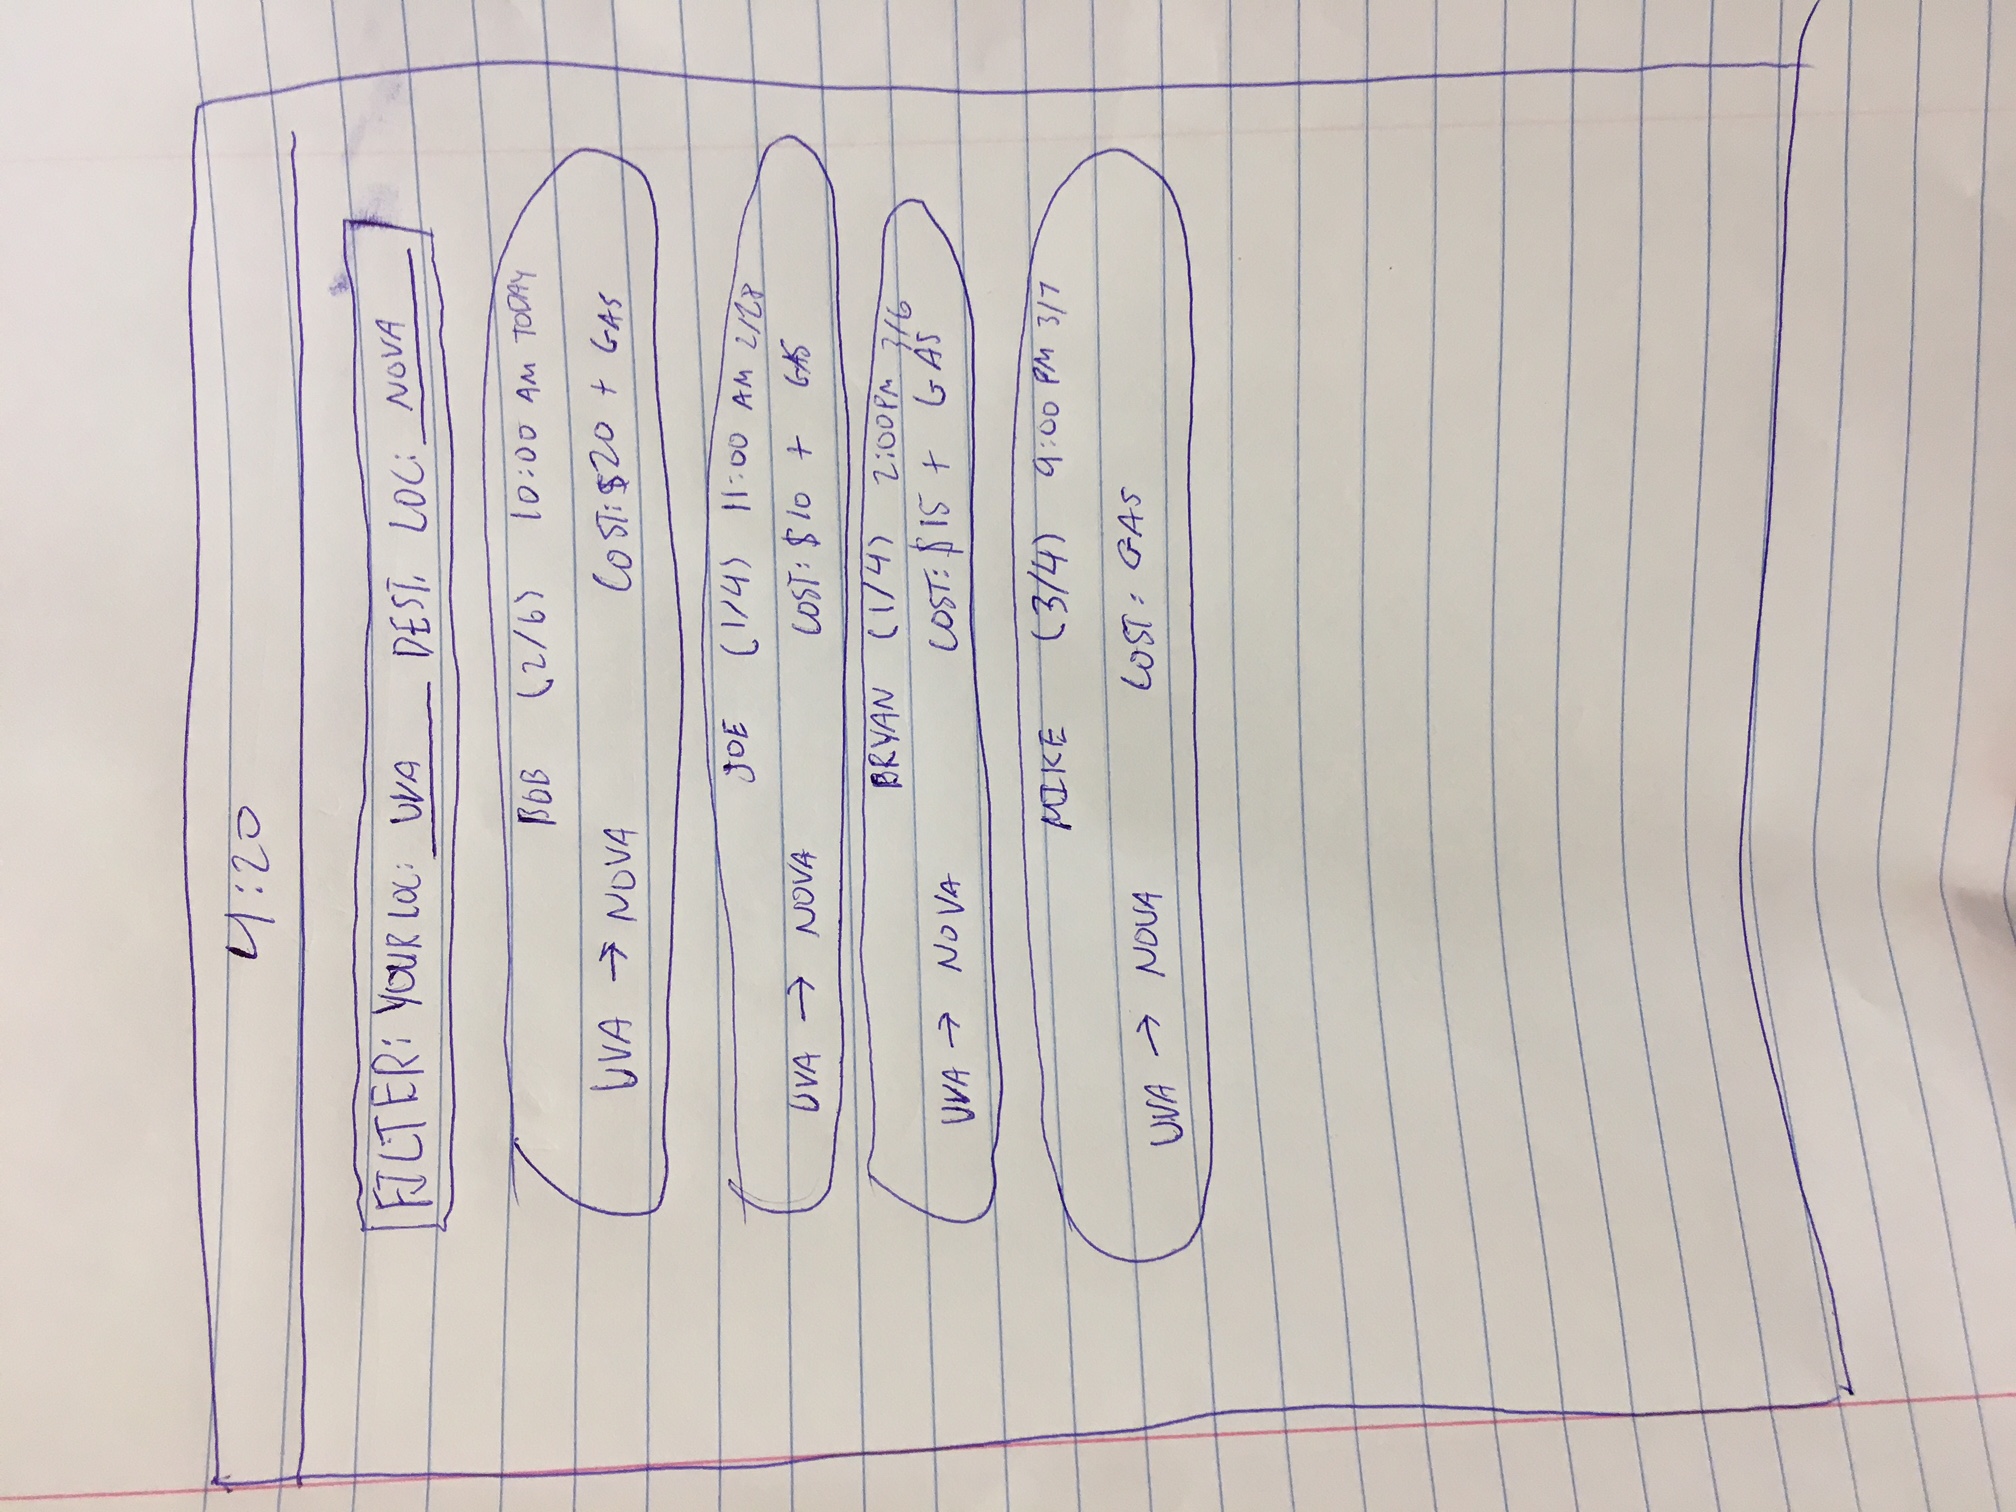 4:20
FILTER: YOUR LOC: UVA DEST. LOC: NOVA
BOB (2/6) 10:00 AM TODAY
UVA → NOVA COST: $20 + GAS
JOE (1/4) 11:00 AM 2/28
UVA → NOVA COST: $10 + GAS
BRYAN (1/4) 2:00PM 3/6
UVA → NOVA COST: $15 + GAS
MIKE (3/4) 9:00 PM 3/7
UVA → NOVA COST: GAS